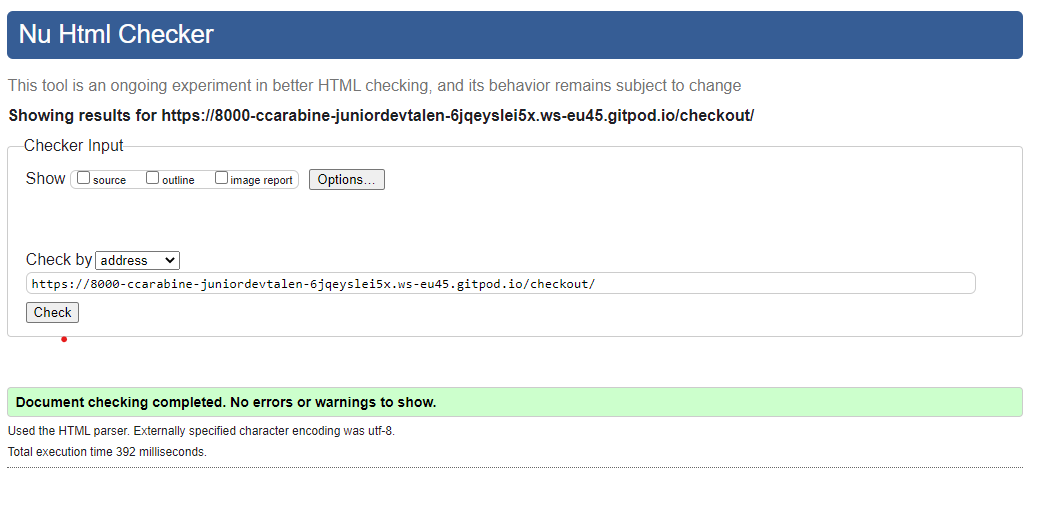 Nu Html Checker
This tool is an ongoing experiment in better HTML checking, and its behavior remains subject to change
Showing results for https://8000-ccarabine-juniordevtalen-6jqeyslei5x.ws-eu45.gitpod.io/checkout/
Checker Input
Show source outline image report Options...
Check by address
https://8000-ccarabine-juniordevtalen-6jqeyslei5x.ws-eu45.gitpod.io/checkout/
Check
Document checking completed. No errors or warnings to show.
Used the HTML parser. Externally specified character encoding was utf-8.
Total execution time 392 milliseconds.